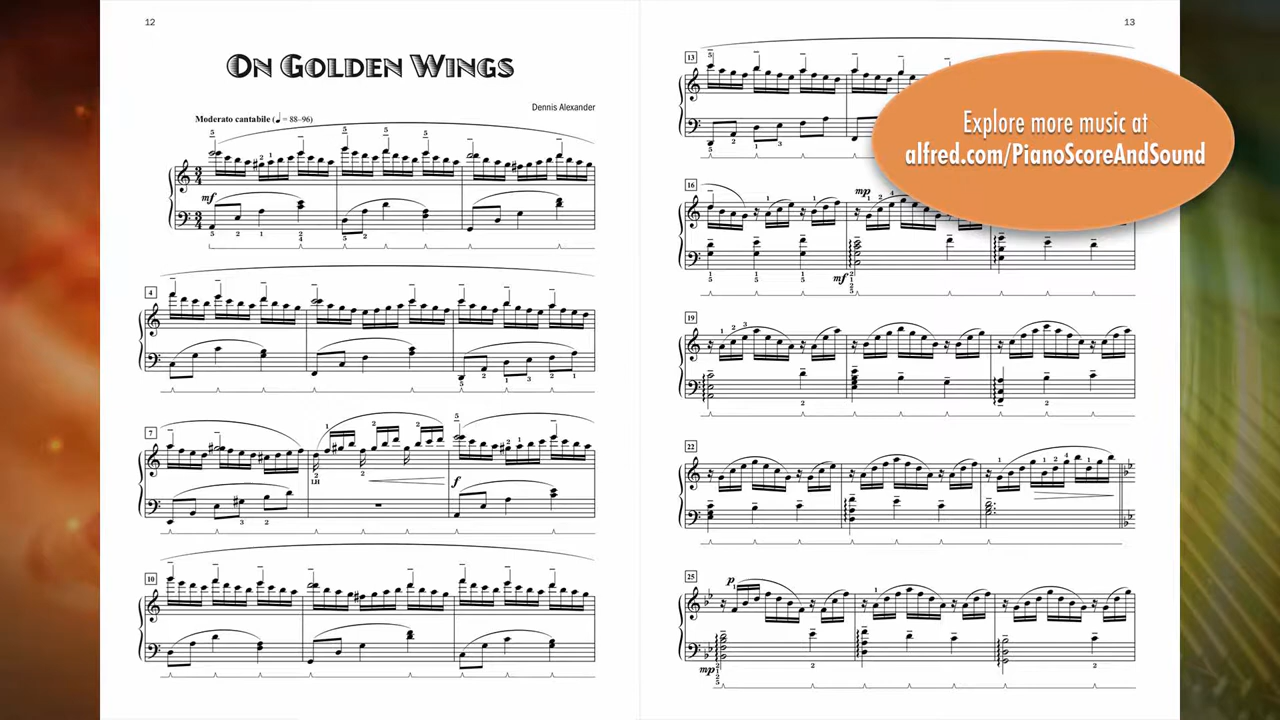 12
13
On Golden Wings
Dennis Alexander
Moderato cantabile (♩ = 88–96)
mf
4
7
LH
f
10
13
16
mp
mf
19
22
25
p
mp
Explore more music at
alfred.com/PianoScoreAndSound